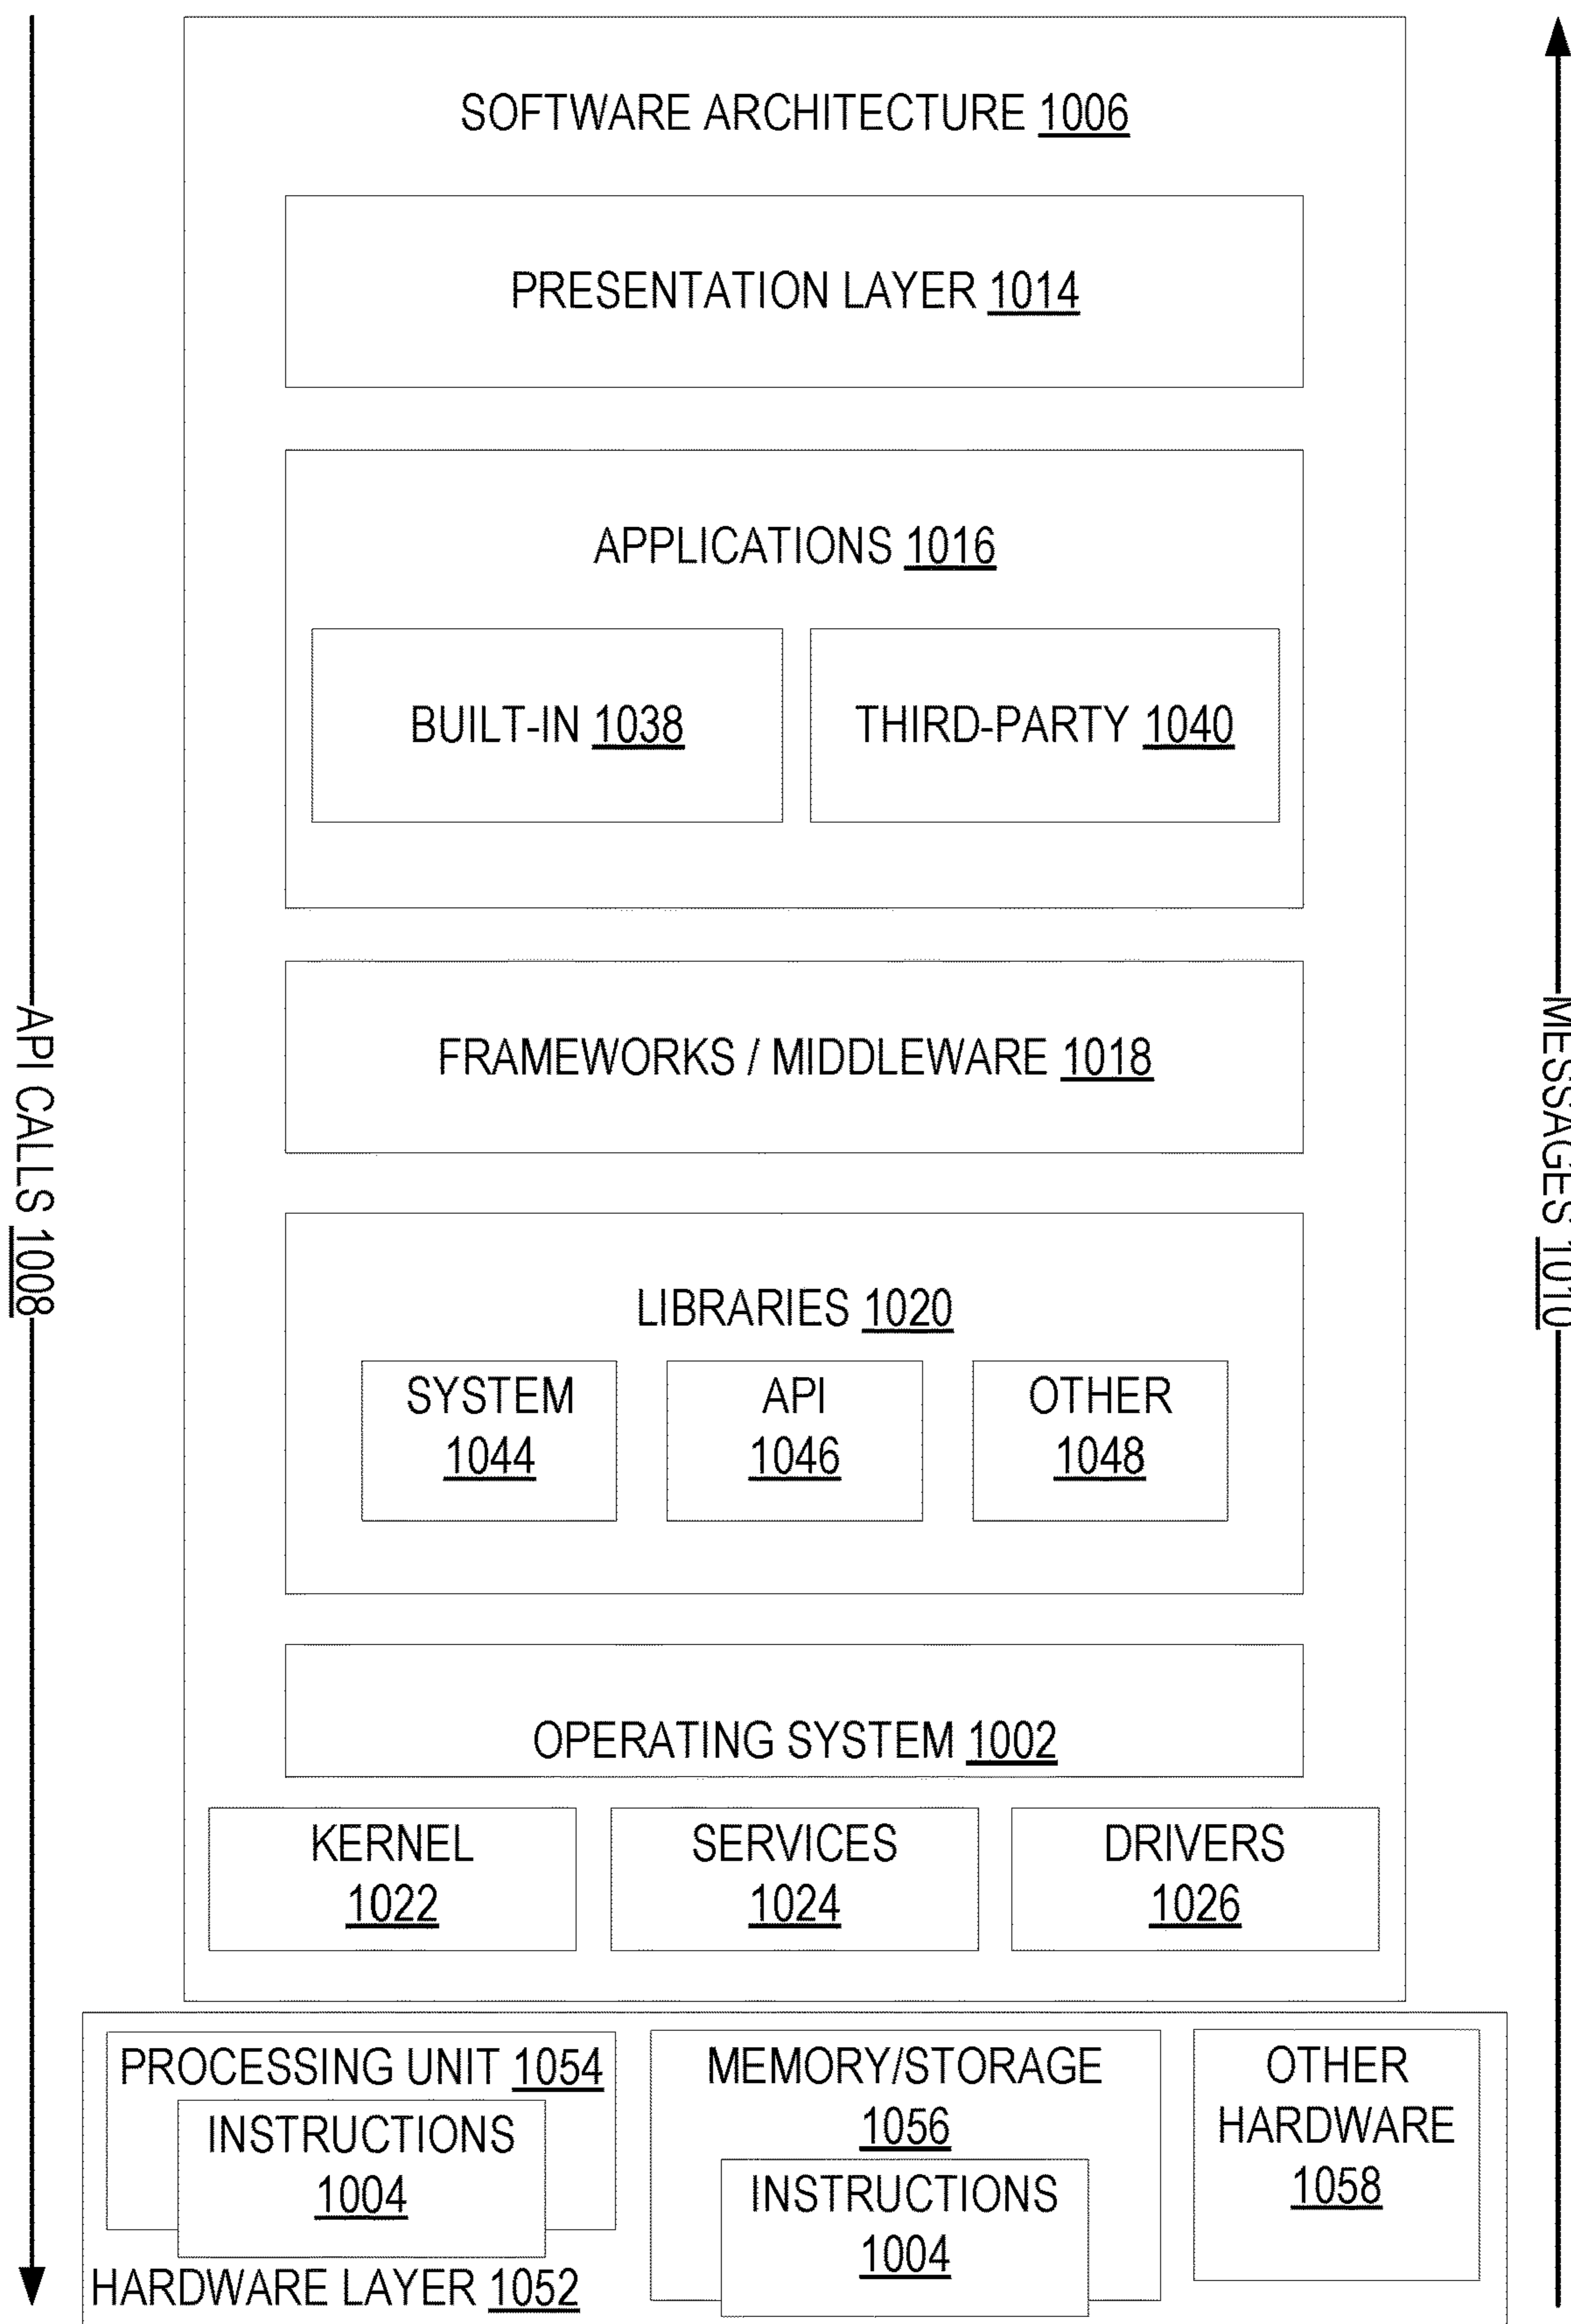 SOFTWARE ARCHITECTURE 1006
PRESENTATION LAYER 1014
APPLICATIONS 1016
BUILT-IN 1038
THIRD-PARTY 1040
FRAMEWORKS / MIDDLEWARE 1018
API CALLS 1008
MESSAGES 1010
LIBRARIES 1020
SYSTEM
1044
API
1046
OTHER
1048
OPERATING SYSTEM 1002
KERNEL
1022
SERVICES
1024
DRIVERS
1026
PROCESSING UNIT 1054
INSTRUCTIONS
1004
MEMORY/STORAGE
1056
INSTRUCTIONS
1004
OTHER
HARDWARE
1058
HARDWARE LAYER 1052